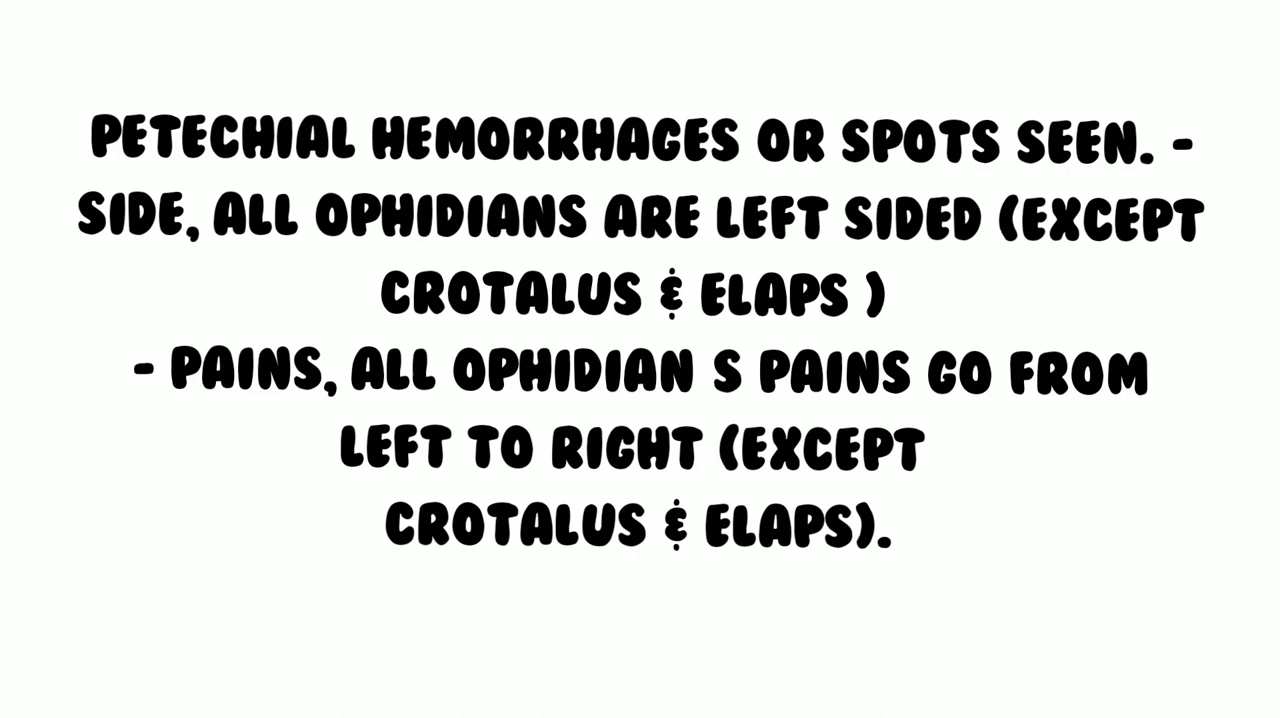 PETECHIAL HEMORRHAGES OR SPOTS SEEN. -
SIDE, ALL OPHIDIANS ARE LEFT SIDED (EXCEPT
CROTALUS & ELAPS )
- PAINS, ALL OPHIDIAN S PAINS GO FROM
LEFT TO RIGHT (EXCEPT
CROTALUS & ELAPS).